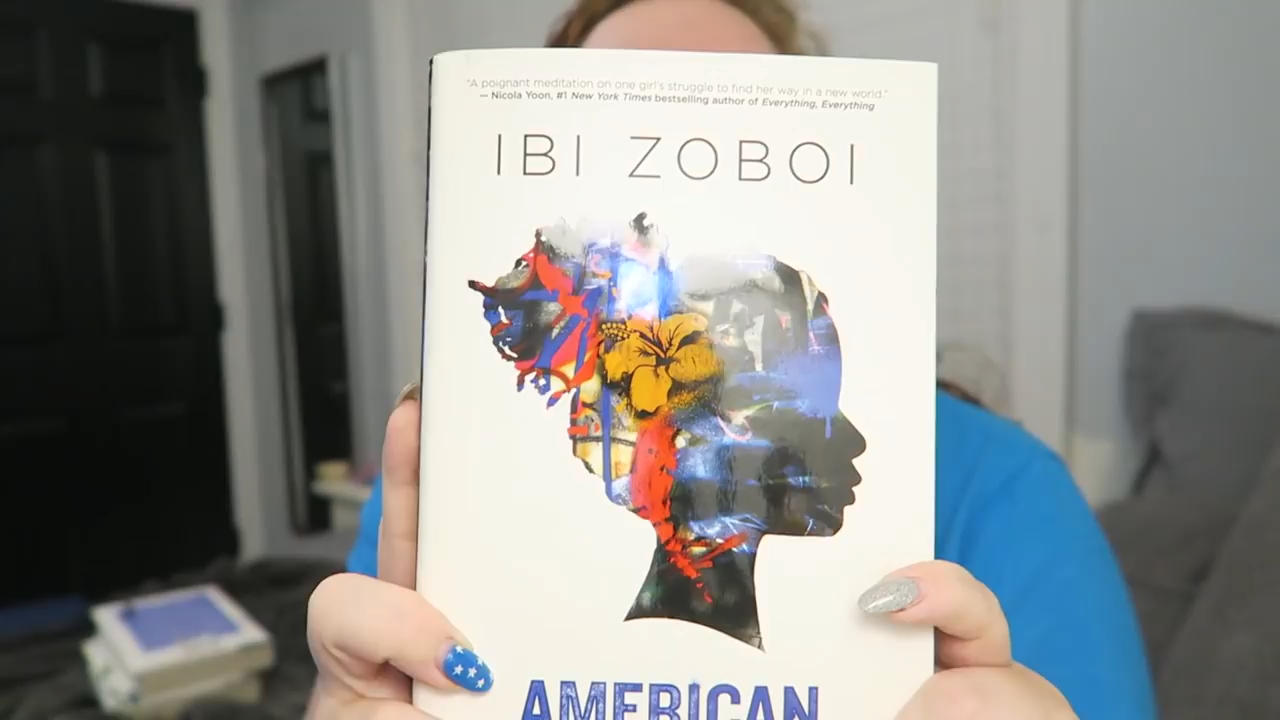 "A poignant meditation on one girl's struggle to find her way in a new world."
— Nicola Yoon, #1 New York Times bestselling author of Everything, Everything
IBI ZOBOI
AMERICAN